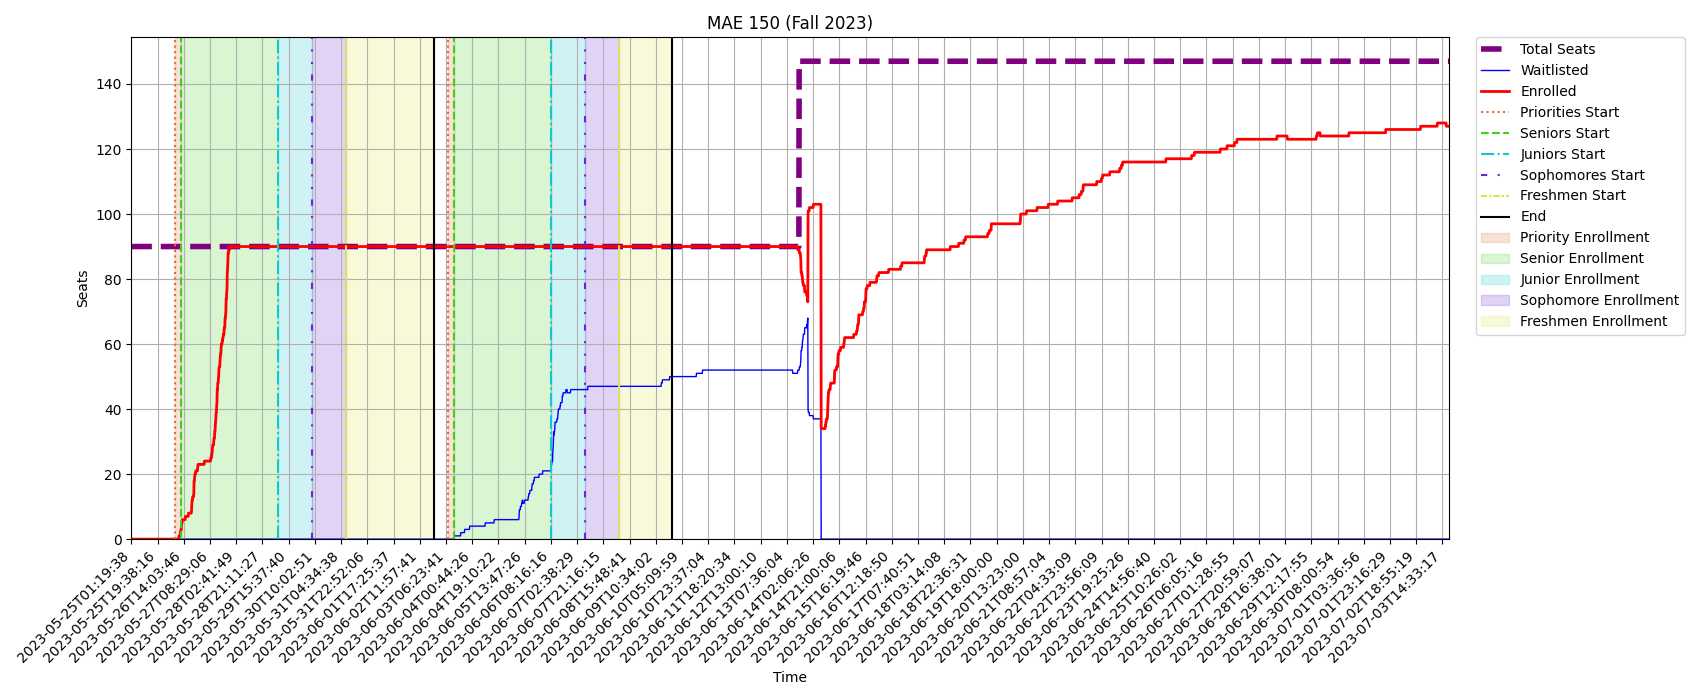 MAE 150 (Fall 2023)
Seats
140
120
100
80
60
40
20
0
2023-05-25T01:19:38
2023-05-25T19:38:16
2023-05-26T14:03:46
2023-05-27T08:29:06
2023-05-28T02:41:49
2023-05-28T21:11:27
2023-05-29T15:37:40
2023-05-30T10:02:51
2023-05-31T04:34:38
2023-05-31T22:52:06
2023-06-01T17:25:37
2023-06-02T11:57:41
2023-06-03T06:23:41
2023-06-04T00:44:26
2023-06-04T19:10:22
2023-06-05T13:47:26
2023-06-06T08:16:16
2023-06-07T02:38:29
2023-06-07T21:16:15
2023-06-08T15:48:41
2023-06-09T10:34:02
2023-06-10T05:09:59
2023-06-10T23:37:04
2023-06-11T18:20:34
2023-06-12T13:00:10
2023-06-13T07:36:04
2023-06-14T02:06:26
2023-06-14T21:00:06
2023-06-15T16:19:46
2023-06-16T12:18:50
2023-06-17T07:40:51
2023-06-18T03:14:08
2023-06-18T22:36:31
2023-06-19T18:00:00
2023-06-20T13:23:00
2023-06-21T08:57:04
2023-06-22T04:33:09
2023-06-22T23:56:09
2023-06-23T19:25:26
2023-06-24T14:56:40
2023-06-25T10:26:02
2023-06-26T06:05:16
2023-06-27T01:28:55
2023-06-27T20:59:07
2023-06-28T16:38:01
2023-06-29T12:17:55
2023-06-30T08:00:54
2023-07-01T03:36:56
2023-07-01T23:16:29
2023-07-02T18:55:19
2023-07-03T14:33:17
Time
Total Seats
Waitlisted
Enrolled
Priorities Start
Seniors Start
Juniors Start
Sophomores Start
Freshmen Start
End
Priority Enrollment
Senior Enrollment
Junior Enrollment
Sophomore Enrollment
Freshmen Enrollment